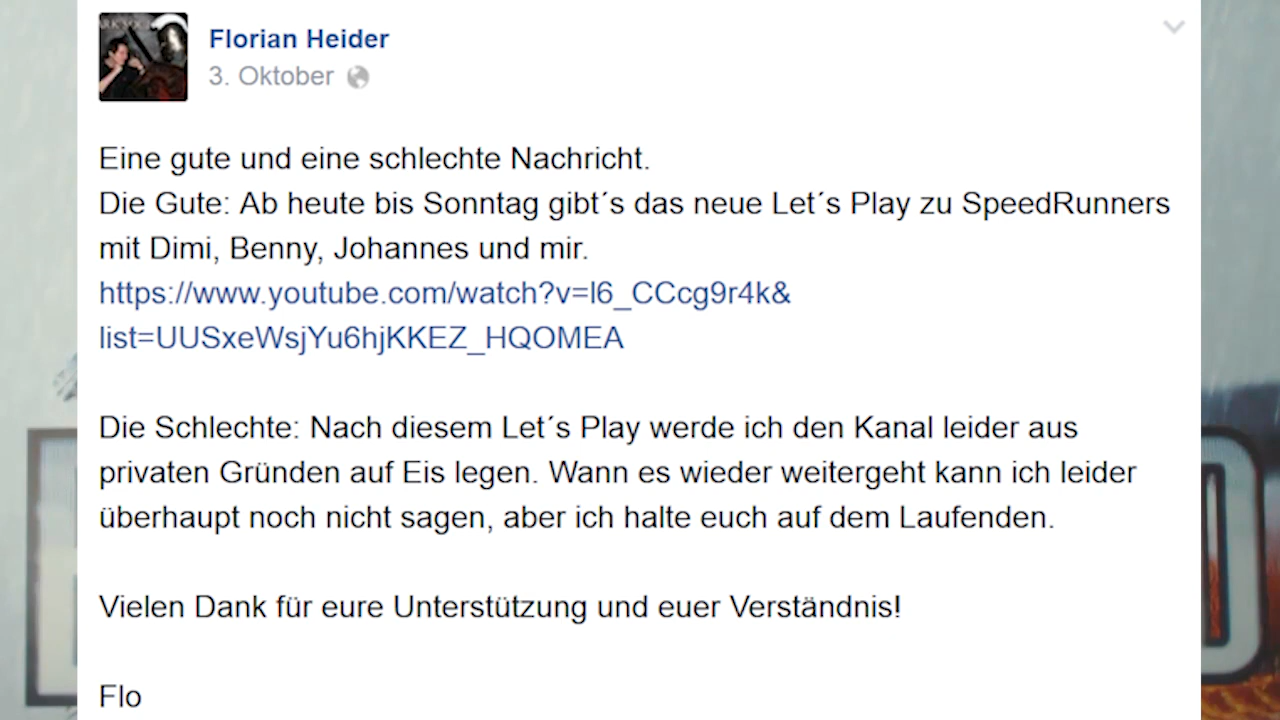 Florian Heider
3. Oktober
Eine gute und eine schlechte Nachricht.
Die Gute: Ab heute bis Sonntag gibt´s das neue Let´s Play zu SpeedRunners
mit Dimi, Benny, Johannes und mir.
https://www.youtube.com/watch?v=l6_CCcg9r4k&
list=UUSxeWsjYu6hjKKEZ_HQOMEA
Die Schlechte: Nach diesem Let´s Play werde ich den Kanal leider aus
privaten Gründen auf Eis legen. Wann es wieder weitergeht kann ich leider
überhaupt noch nicht sagen, aber ich halte euch auf dem Laufenden.
Vielen Dank für eure Unterstützung und euer Verständnis!
Flo